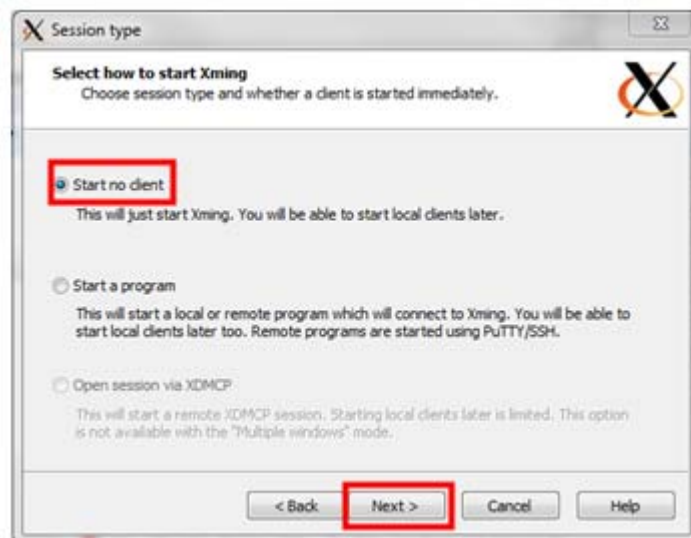 Session type
Select how to start Xming
Choose session type and whether a client is started immediately.
Start no client
This will just start Xming. You will be able to start local clients later.
Start a program
This will start a local or remote program which will connect to Xming. You will be able to
start local clients later too. Remote programs are started using PuTTY/SSH.
Open session via XDMCP
This will start a remote XDMCP session. Starting local clients later is limited. This option
is not available with the "Multiple windows" mode.
< Back Next > Cancel Help